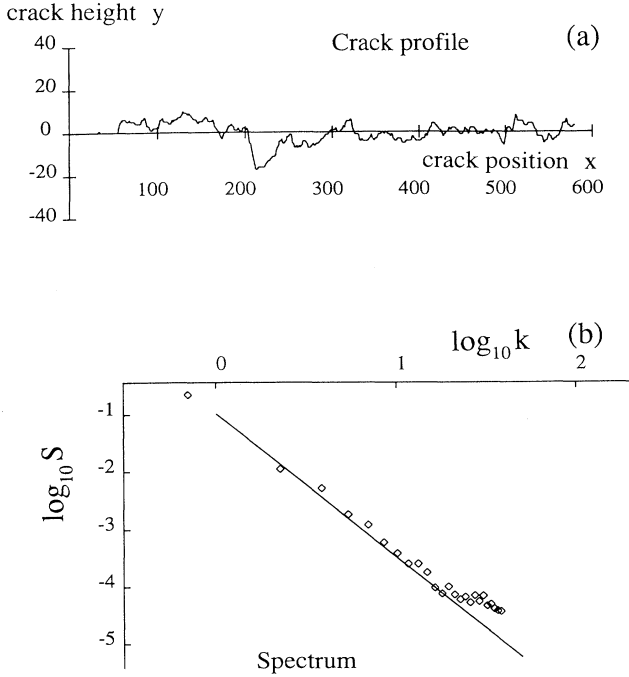 crack height y
(a)
Crack profile
40
20
0
-20
-40
crack position x
100 200 300 400 500 600
log10k (b)
0 1 2
log10S
-1
-2
-3
-4
-5
Spectrum